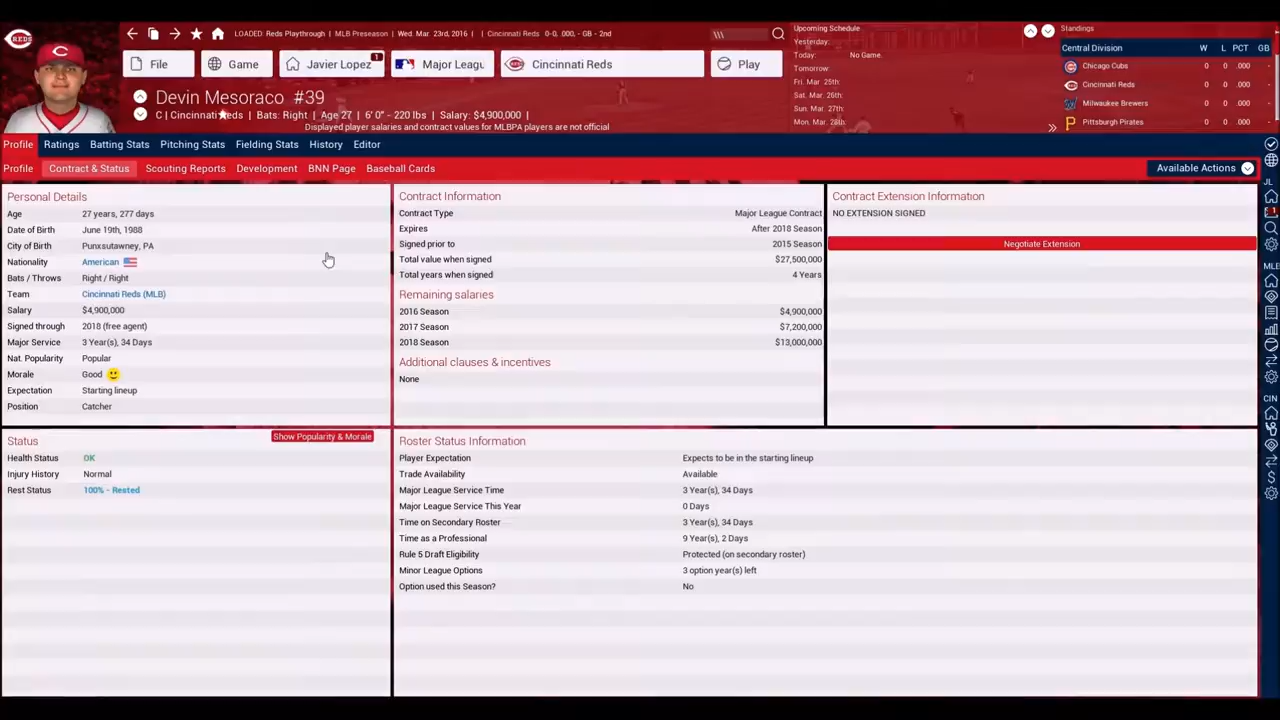 REDS
LOADED: Reds Playthrough | MLB Preseason | Wed. Mar. 23rd, 2016 | Cincinnati Reds 0-0, .000, - GB - 2nd
File
Game
Javier Lopez
1
Major Leagu
Cincinnati Reds
Play
Devin Mesoraco #39
C | Cincinnati Reds | Bats: Right | Age 27 | 6' 0" - 220 lbs | Salary: $4,900,000 |
Displayed player salaries and contract values for MLBPA players are not official
Upcoming Schedule
Yesterday:
Today: No Game.
Tomorrow:
Fri. Mar. 25th:
Sat. Mar. 26th:
Sun. Mar. 27th:
Mon. Mar. 28th:
Standings
Central Division W L PCT GB
Chicago Cubs 0 0 .000 -
Cincinnati Reds 0 0 .000 -
Milwaukee Brewers 0 0 .000 -
Pittsburgh Pirates 0 0 .000 -
Profile Ratings Batting Stats Pitching Stats Fielding Stats History Editor
Profile Contract & Status Scouting Reports Development BNN Page Baseball Cards
Available Actions
Personal Details
Age 27 years, 277 days
Date of Birth June 19th, 1988
City of Birth Punxsutawney, PA
Nationality American
Bats / Throws Right / Right
Team Cincinnati Reds (MLB)
Salary $4,900,000
Signed through 2018 (free agent)
Major Service 3 Year(s), 34 Days
Nat. Popularity Popular
Morale Good
Expectation Starting lineup
Position Catcher
Contract Information
Contract Type Major League Contract
Expires After 2018 Season
Signed prior to 2015 Season
Total value when signed $27,500,000
Total years when signed 4 Years
Remaining salaries
2016 Season $4,900,000
2017 Season $7,200,000
2018 Season $13,000,000
Additional clauses & incentives
None
Contract Extension Information
NO EXTENSION SIGNED
Negotiate Extension
Status
Show Popularity & Morale
Health Status OK
Injury History Normal
Rest Status 100% - Rested
Roster Status Information
Player Expectation Expects to be in the starting lineup
Trade Availability Available
Major League Service Time 3 Year(s), 34 Days
Major League Service This Year 0 Days
Time on Secondary Roster 3 Year(s), 34 Days
Time as a Professional 9 Year(s), 2 Days
Rule 5 Draft Eligibility Protected (on secondary roster)
Minor League Options 3 option year(s) left
Option used this Season? No
JL
1
MLB
CIN